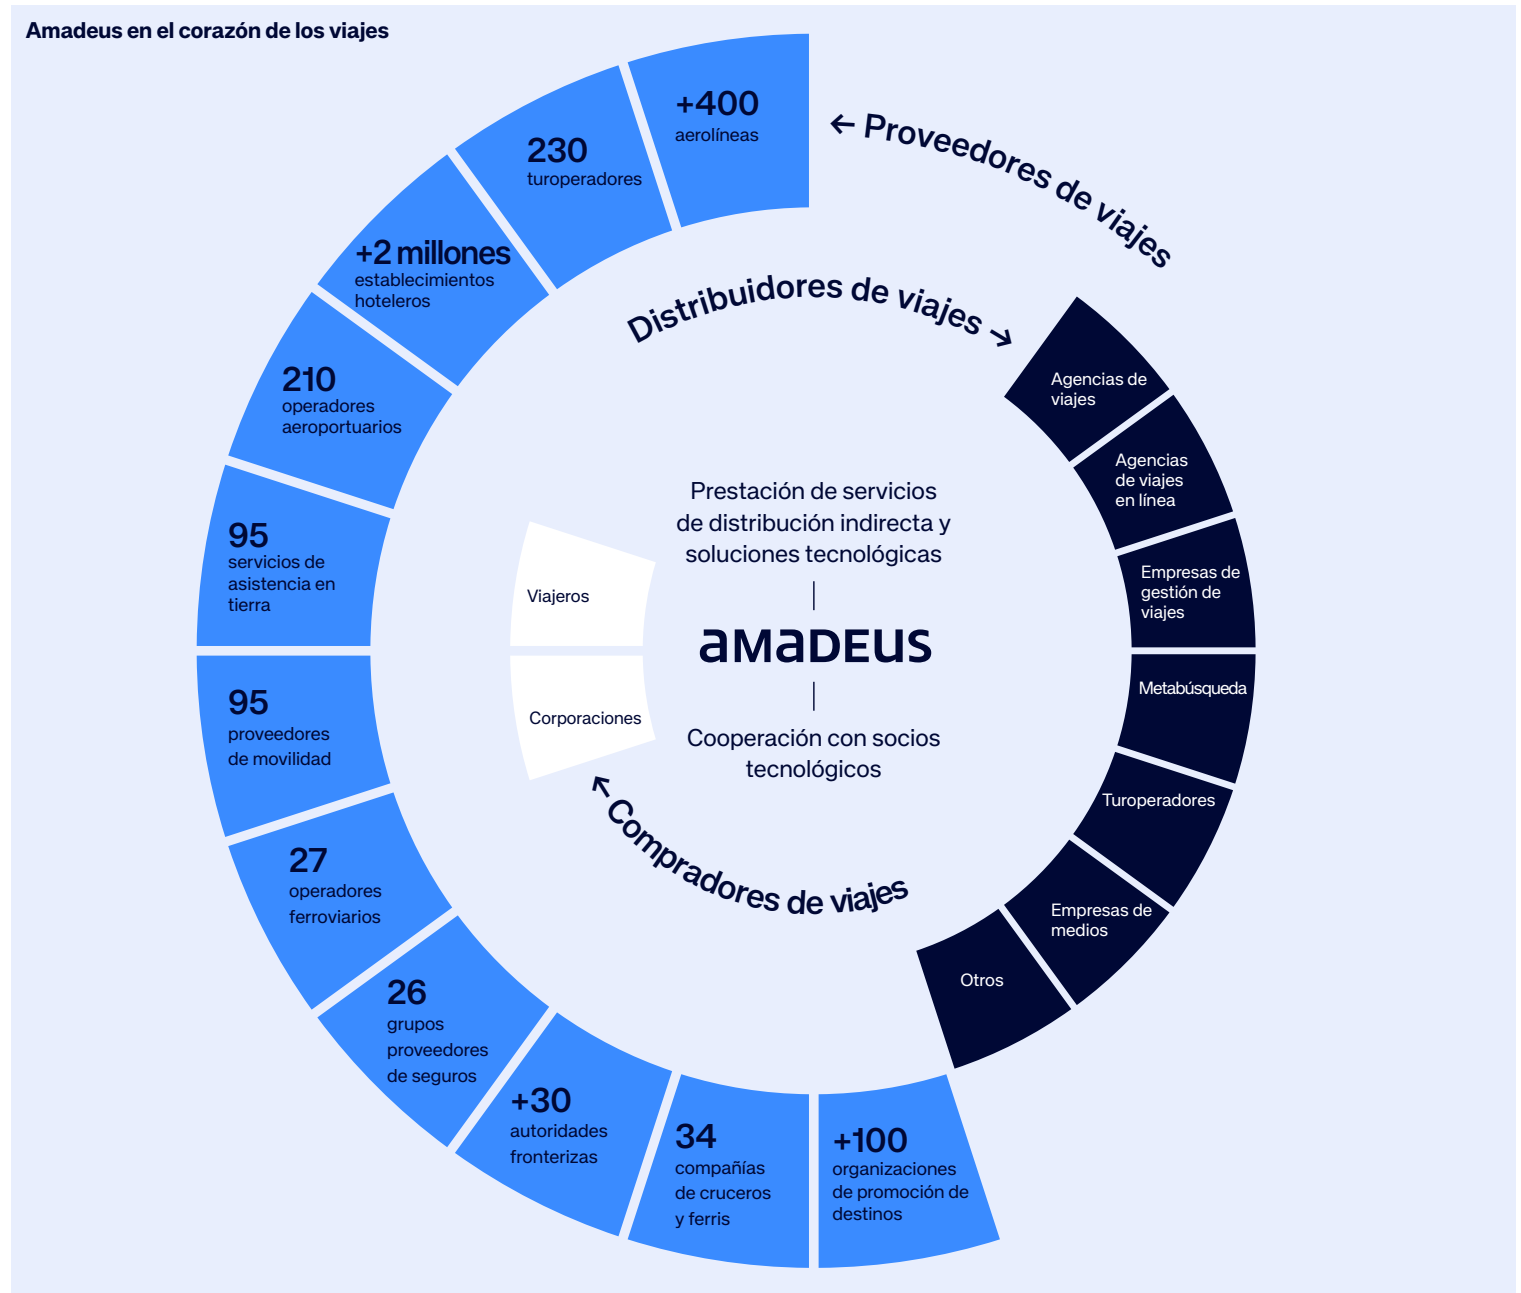 Amadeus en el corazón de los viajes
← Proveedores de viajes
+400
aerolíneas
230
turoperadores
+2 millones
establecimientos
hoteleros
210
operadores
aeroportuarios
95
servicios de
asistencia en
tierra
95
proveedores
de movilidad
27
operadores
ferroviarios
26
grupos
proveedores
de seguros
+30
autoridades
fronterizas
34
compañías
de cruceros
y ferris
+100
organizaciones
de promoción de
destinos
Distribuidores de viajes →
Agencias de
viajes
Agencias
de viajes
en línea
Empresas de
gestión de
viajes
Metabúsqueda
Turoperadores
Empresas de
medios
Otros
Prestación de servicios
de distribución indirecta y
soluciones tecnológicas
aMaDEUS
Cooperación con socios
tecnológicos
Viajeros
Corporaciones
← Compradores de viajes